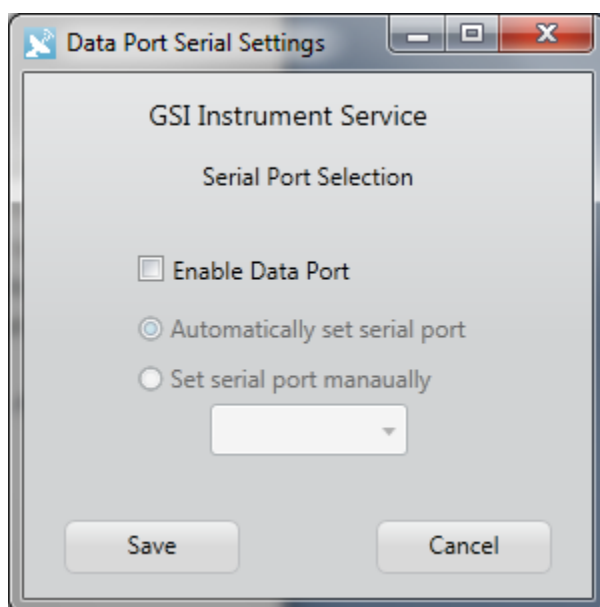 Data Port Serial Settings
GSI Instrument Service
Serial Port Selection
Enable Data Port
Automatically set serial port
Set serial port manaually
Save Cancel